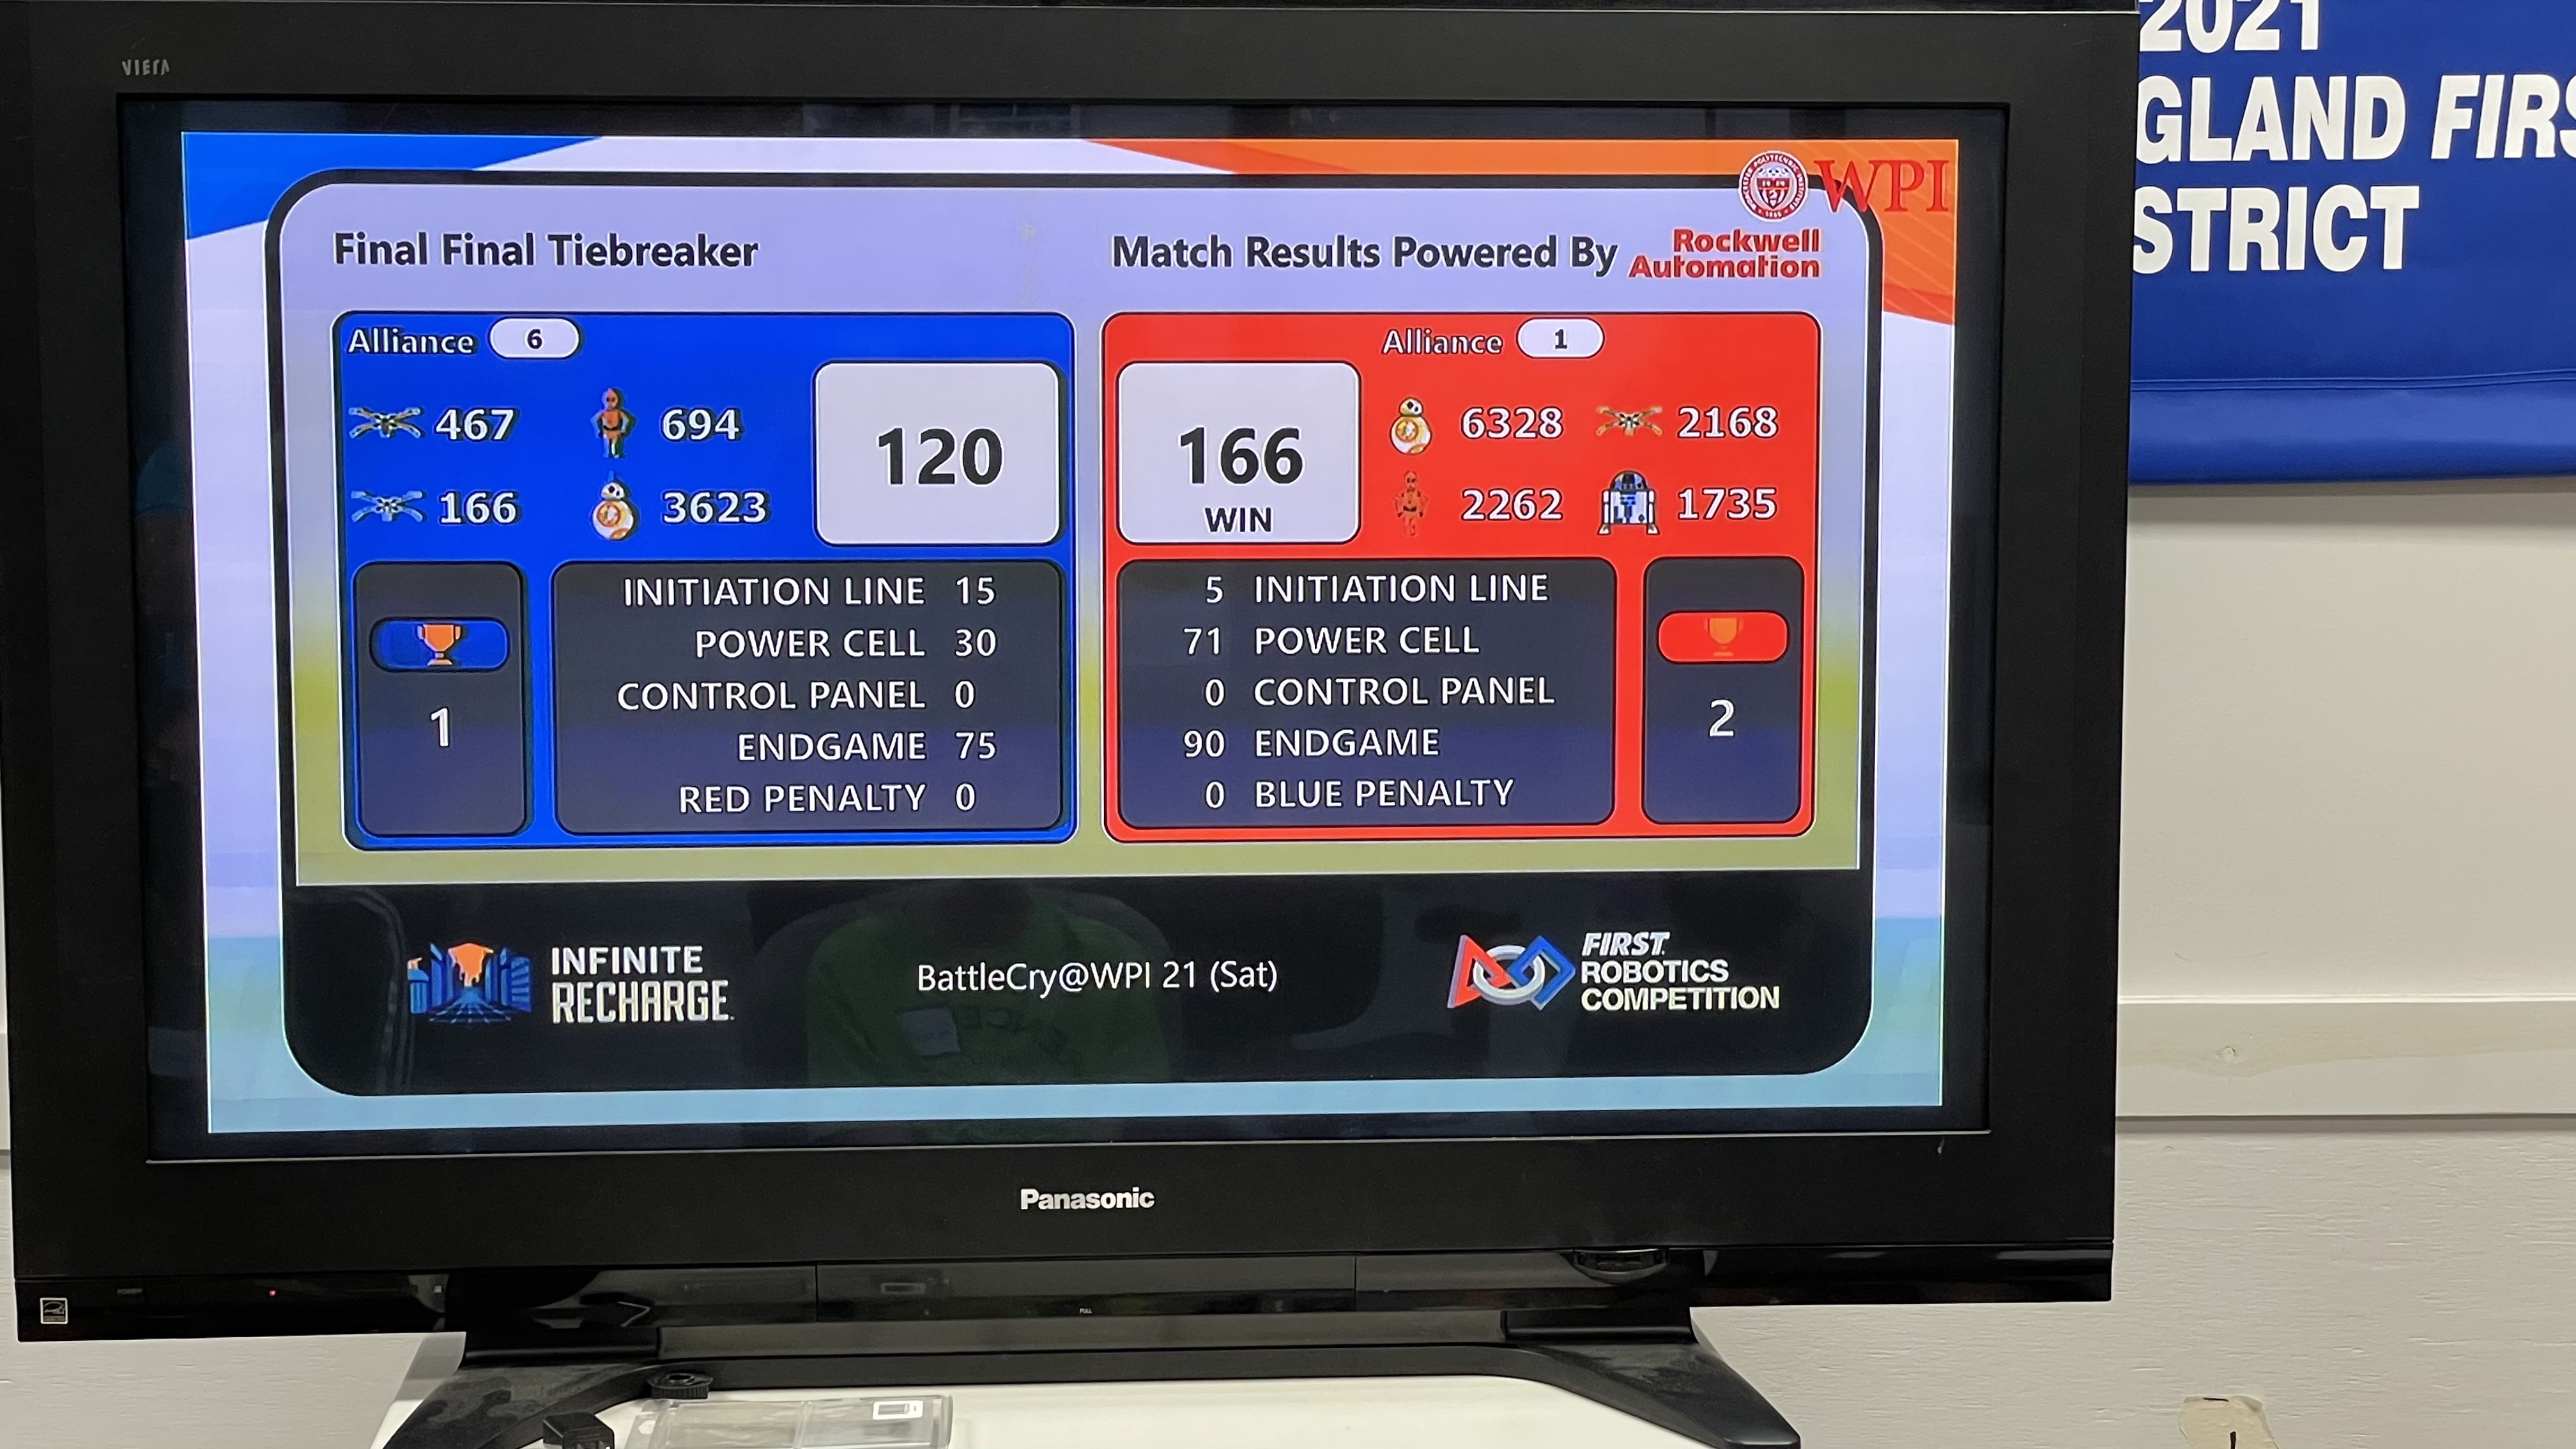 VIERA
2021
GLAND FIRS
STRICT
WPI
Final Final Tiebreaker
Match Results Powered By Rockwell Automation
Alliance 6
467 694
166 3623
120
Alliance 1
166
WIN
6328 2168
2262 1735
1
INITIATION LINE 15
POWER CELL 30
CONTROL PANEL 0
ENDGAME 75
RED PENALTY 0
5 INITIATION LINE
71 POWER CELL
0 CONTROL PANEL
90 ENDGAME
0 BLUE PENALTY
2
INFINITE
RECHARGE
BattleCry@WPI 21 (Sat)
FIRST
ROBOTICS
COMPETITION
Panasonic
PULL